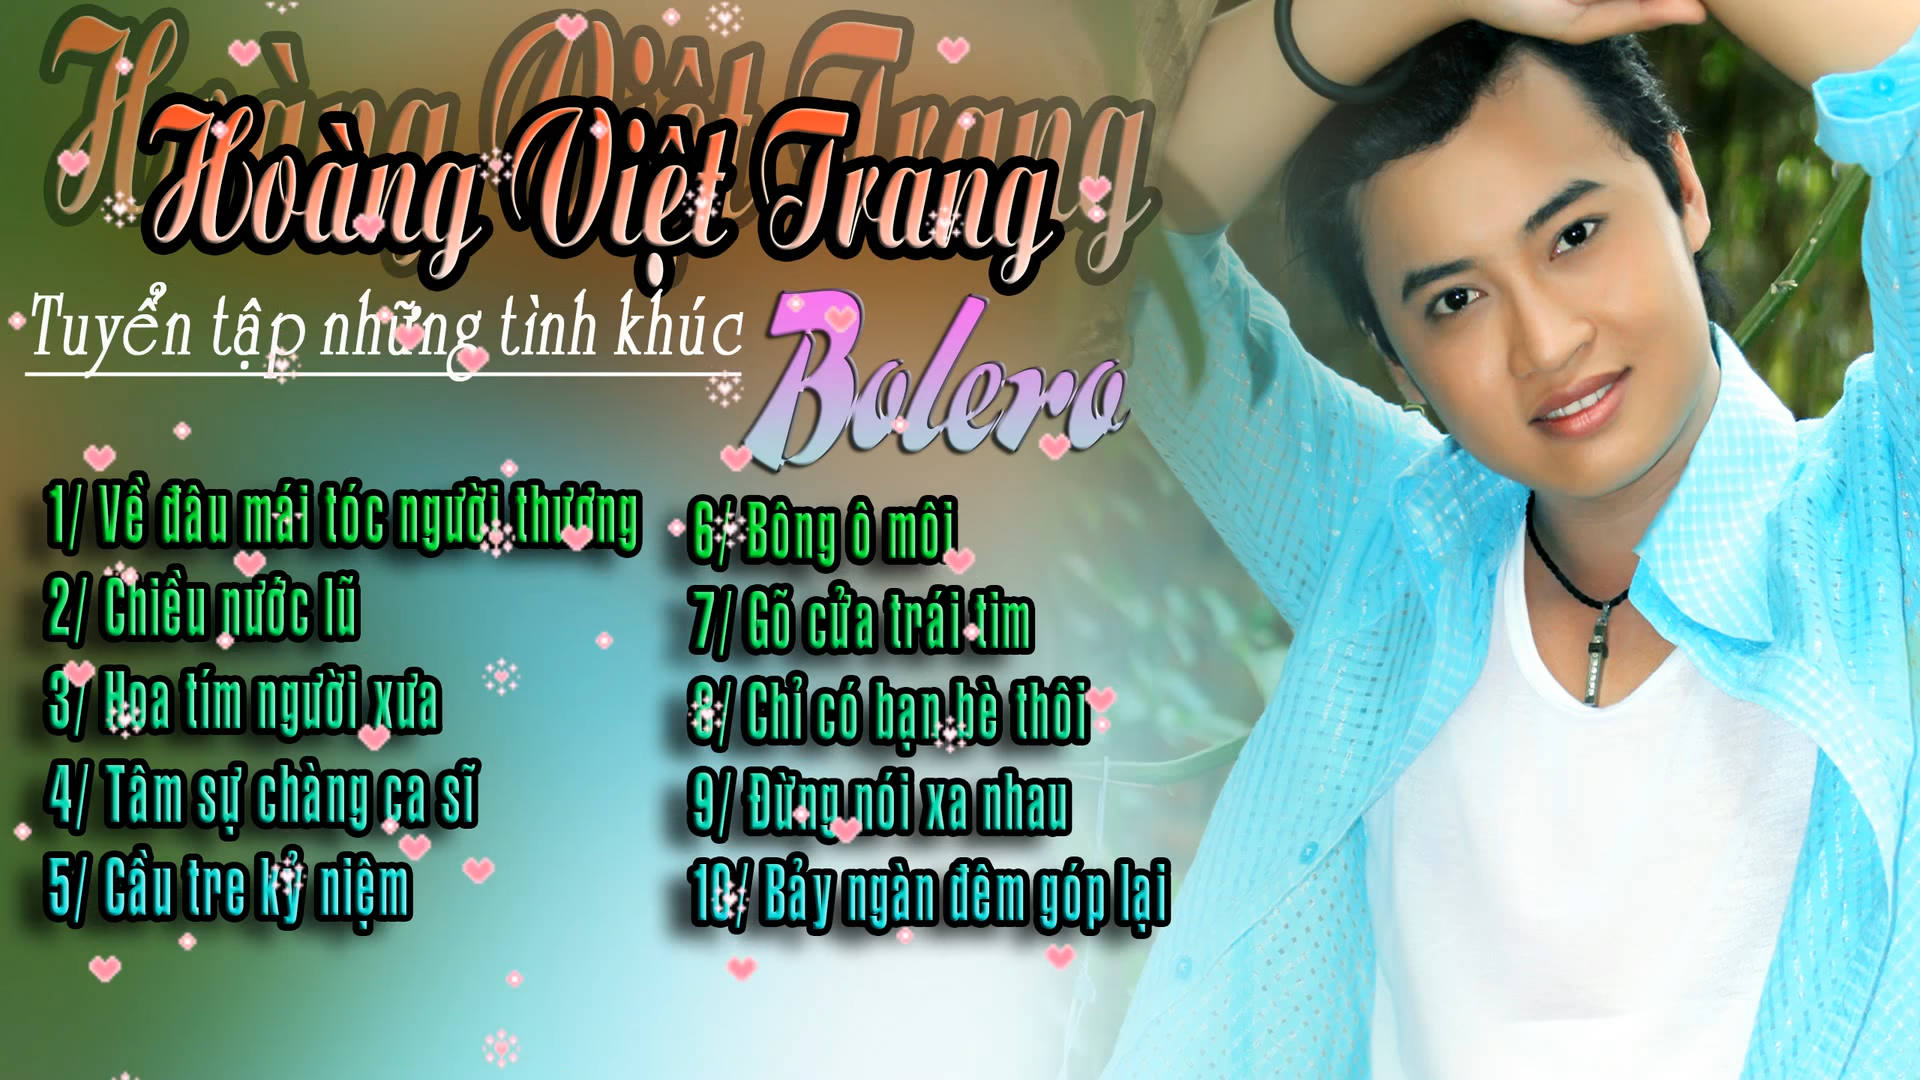 Hoàng Việt Trang
Hoàng Việt Trang
Tuyển tập những tình khúc
Bolero
1/ Về đâu mái tóc người thương
2/ Chiều nước lũ
3/ Hoa tím người xưa
4/ Tâm sự chàng ca sĩ
5/ Cầu tre kỷ niệm
6/ Bông ô môi
7/ Gõ cửa trái tim
8/ Chỉ có bạn bè thôi
9/ Đừng nói xa nhau
10/ Bảy ngàn đêm góp lại